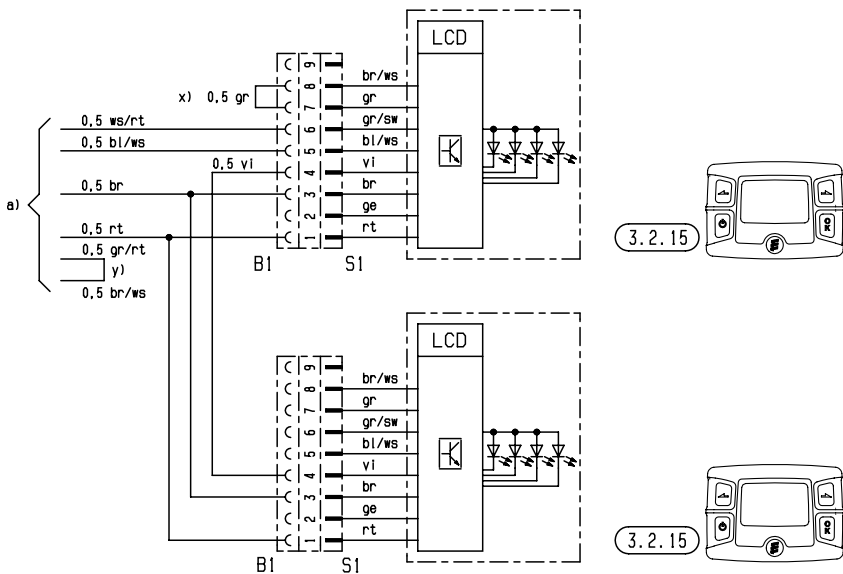 LCD
x) 0,5 gr
9
8
7
6
5
4
3
2
1
br/ws
gr
gr/sw
bl/ws
vi
br
ge
rt
a)
0,5 ws/rt
0,5 bl/ws
0,5 vi
0,5 br
0,5 rt
0,5 gr/rt
y)
0,5 br/ws
B1
S1
3.2.15
OK
LCD
9
8
7
6
5
4
3
2
1
br/ws
gr
gr/sw
bl/ws
vi
br
ge
rt
B1
S1
3.2.15
OK